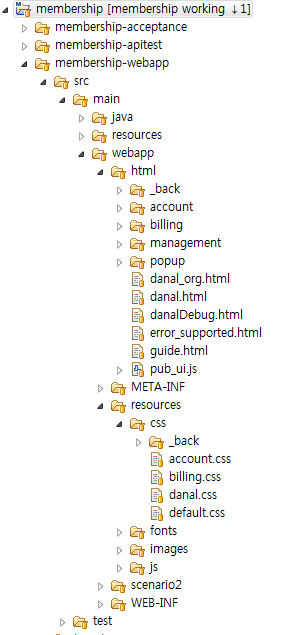 membership [membership working ↓1]
membership-acceptance
membership-apitest
membership-webapp
src
main
java
resources
webapp
html
_back
account
billing
management
popup
danal_org.html
danal.html
danalDebug.html
error_supported.html
guide.html
pub_ui.js
META-INF
resources
css
_back
account.css
billing.css
danal.css
default.css
fonts
images
js
scenario2
WEB-INF
test